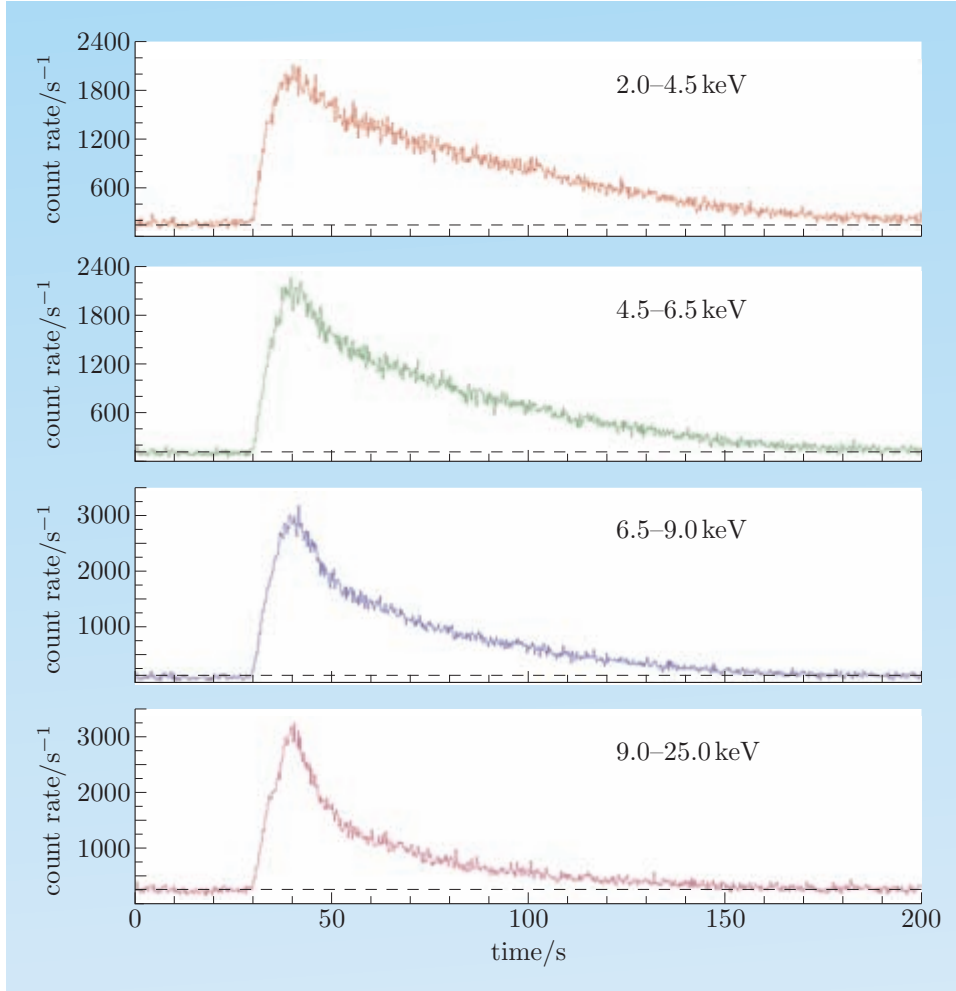 2400
1800
1200
600
count rate/s⁻¹
2.0–4.5 keV
2400
1800
1200
600
count rate/s⁻¹
4.5–6.5 keV
3000
2000
1000
count rate/s⁻¹
6.5–9.0 keV
3000
2000
1000
count rate/s⁻¹
9.0–25.0 keV
0 50 100 150 200
time/s